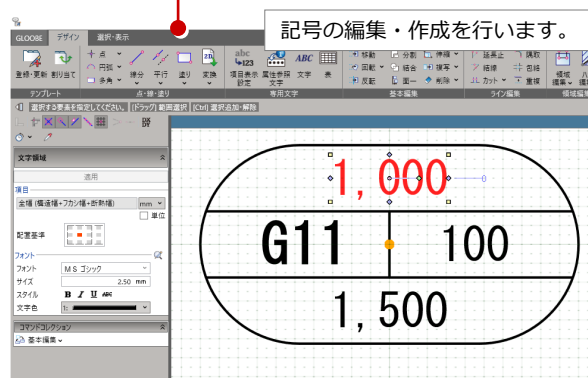 記号の編集・作成を行います。
GLOOBE デザイン 選択・表示
登録・更新 割り当て 点 円弧 多角 線分 平行 塗り 変換 項目表示設定 属性参照文字 文字 表 移動 回転 反転 分割 結合 面一 伸縮 複写 削除 延長止 結線 カット 隅取 包絡 重複 領域編集
テンプレート 点・線・塗り 専用文字 基本編集 ライン編集 領域編
選択する要素を指定してください。 [ドラッグ] 範囲選択 [Ctrl] 選択追加・解除
文字領域
適用
項目
全幅 (構造幅+フカシ幅+断熱幅) mm
単位
配置基準
フォント
フォント MS ゴシック
サイズ 2.50 mm
スタイル B I U ABC
文字色 1:
コマンドコレクション
基本編集
1,000
G11 100
1,500